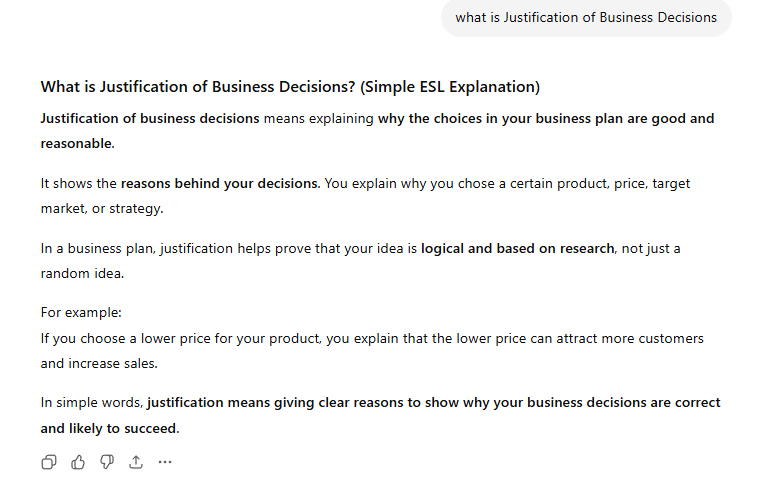 what is Justification of Business Decisions
What is Justification of Business Decisions? (Simple ESL Explanation)
Justification of business decisions means explaining why the choices in your business plan are good and
reasonable.
It shows the reasons behind your decisions. You explain why you chose a certain product, price, target
market, or strategy.
In a business plan, justification helps prove that your idea is logical and based on research, not just a
random idea.
For example:
If you choose a lower price for your product, you explain that the lower price can attract more customers
and increase sales.
In simple words, justification means giving clear reasons to show why your business decisions are correct
and likely to succeed.